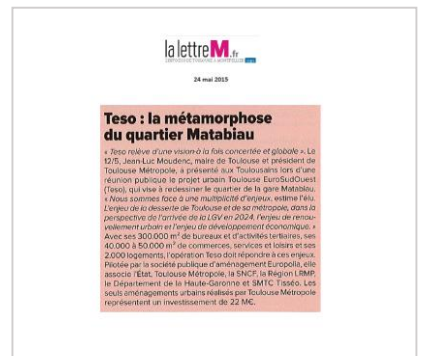 la lettreM.fr
24 mai 2015
Teso : la métamorphose
du quartier Matabiau
« Teso relève d'une vision à la fois concertée et globale ». Le
12/5, Jean-Luc Moudenc, maire de Toulouse et président de
Toulouse Métropole, a présenté aux Toulousains lors d'une
réunion publique le projet urbain Toulouse EuroSudOuest
(Teso), qui vise à redessiner le quartier de la gare Matabiau.
« Nous sommes face à une multiplicité d'enjeux, estime l'élu.
L'enjeu de la desserte de Toulouse et de sa métropole, dans la
perspective de l'arrivée de la LGV en 2024, l'enjeu de renou-
vellement urbain et l'enjeu de développement économique. »
Avec ses 300.000 m² de bureaux et d'activités tertiaires, ses
40.000 à 50.000 m² de commerces, services et loisirs et ses
2.000 logements, l'opération Teso doit répondre à ces enjeux.
Pilotée par la société publique d'aménagement Europolia, elle
associe l'État, Toulouse Métropole, la SNCF, la Région LRMP,
le Département de la Haute-Garonne et SMTC Tisséo. Les
seuls aménagements urbains réalisés par Toulouse Métropole
représentent un investissement de 22 M€.